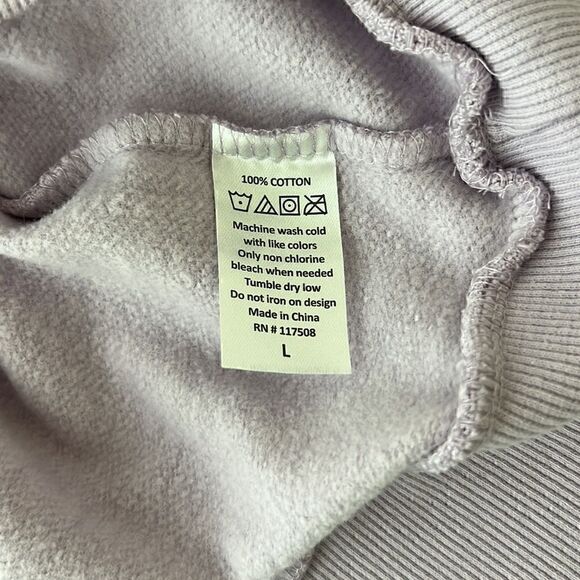 100% COTTON
Machine wash cold
with like colors
Only non chlorine
bleach when needed
Tumble dry low
Do not iron on design
Made in China
RN # 117508
L